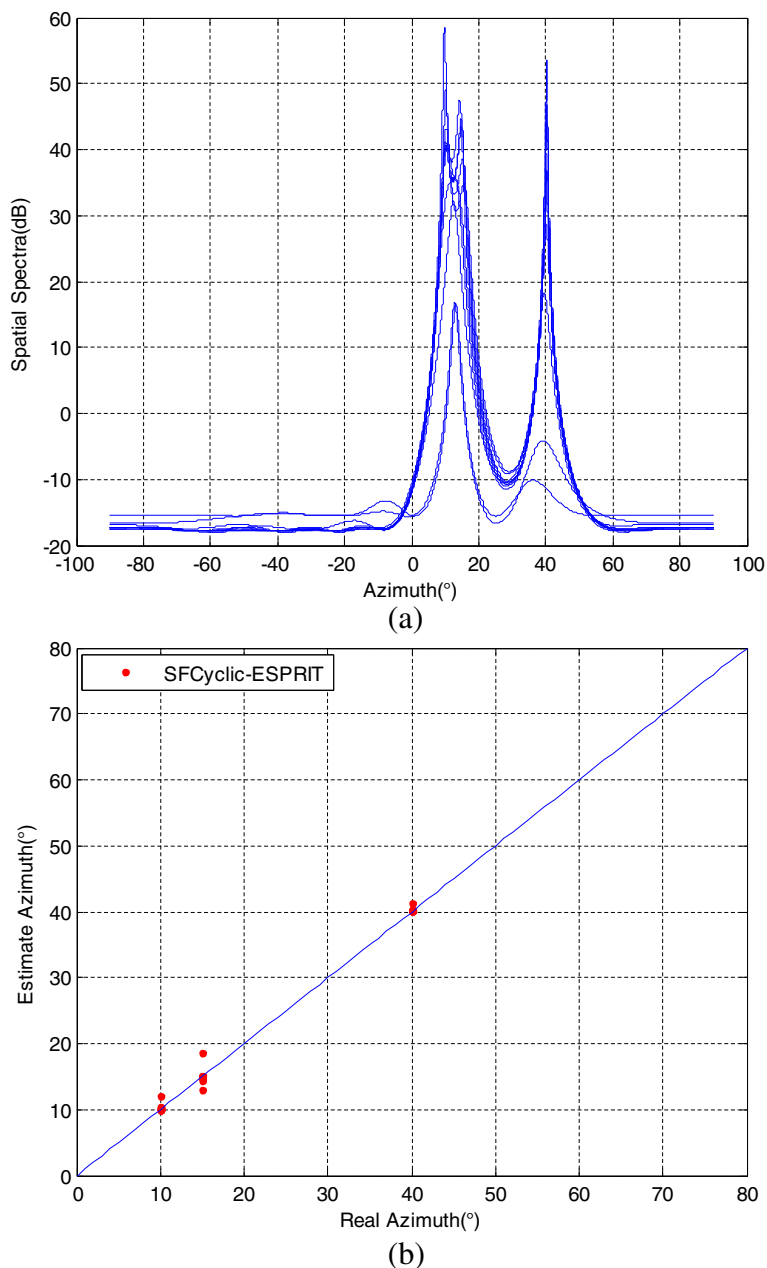 60
50
40
30
20
10
0
-10
-20
Spatial Spectra(dB)
-100 -80 -60 -40 -20 0 20 40 60 80 100
Azimuth(°)
(a)
80
70
60
50
40
30
20
10
0
SFCyclic-ESPRIT
Estimate Azimuth(°)
0 10 20 30 40 50 60 70 80
Real Azimuth(°)
(b)